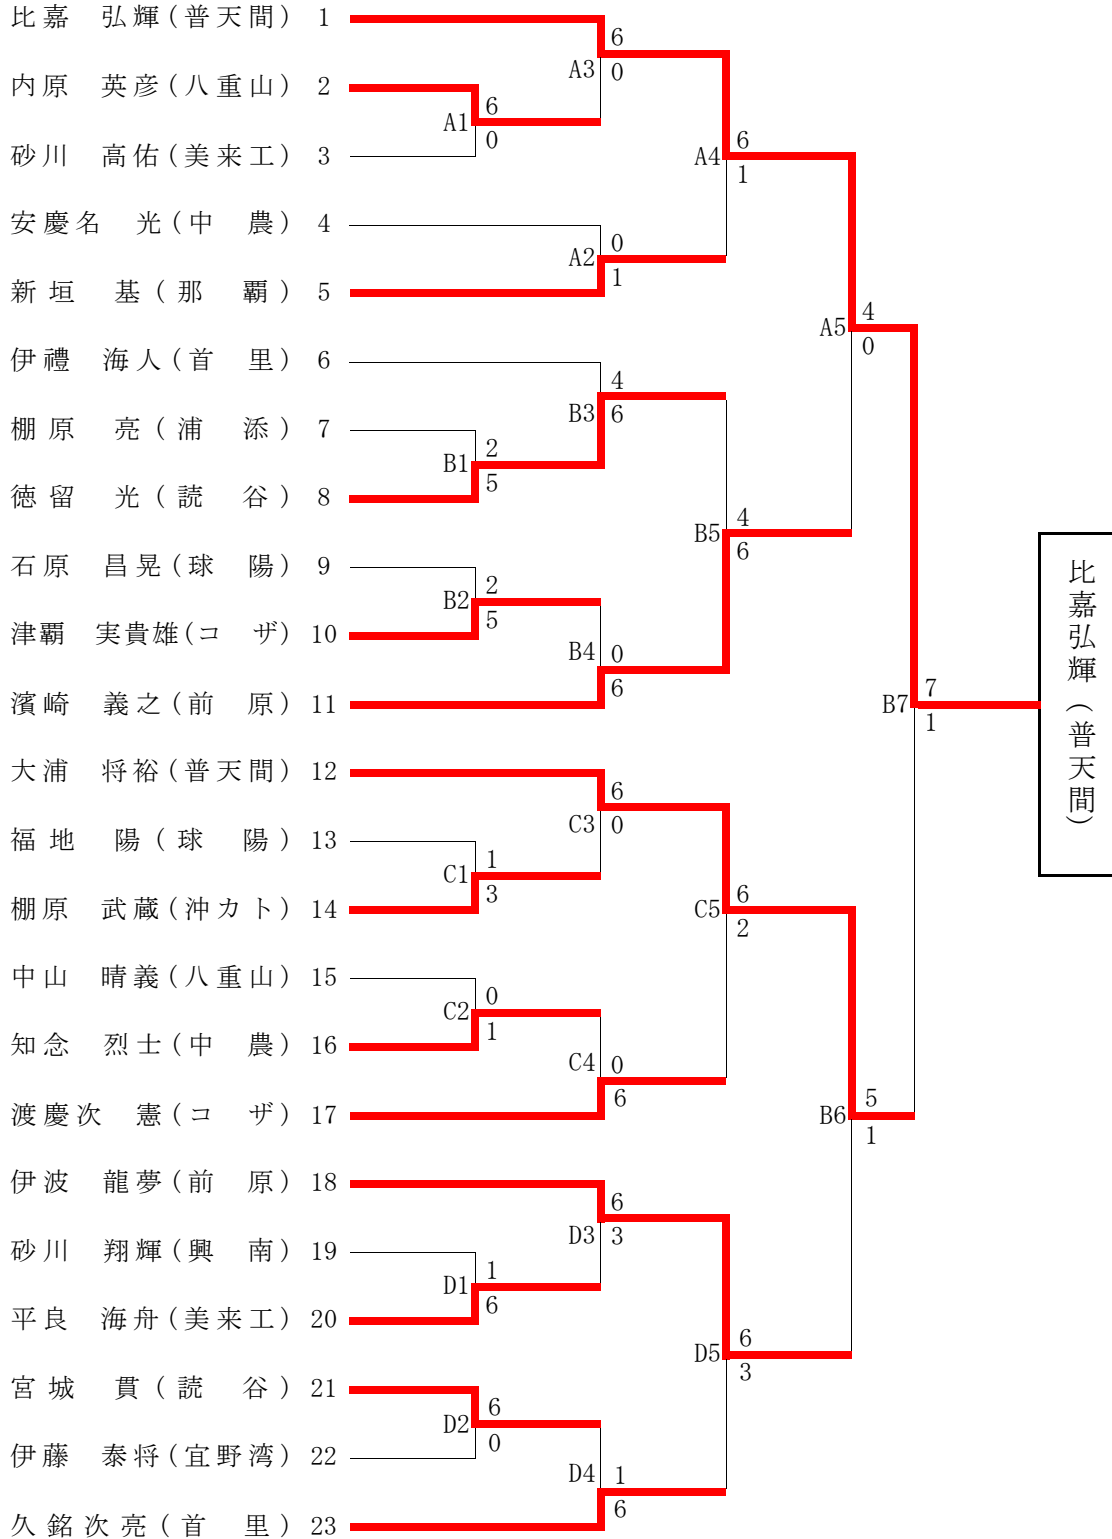 比嘉 弘輝(普天間) 1
6
A3 0
内原 英彦(八重山) 2
6
A1 0
砂川 高佑(美来工) 3
6
A4 1
安慶名 光(中 農) 4
0
A2 1
新垣 基(那 覇) 5
4
A5 0
伊禮 海人(首 里) 6
4
B3 6
棚原 亮(浦 添) 7
2
B1 5
徳留 光(読 谷) 8
4
B5 6
石原 昌晃(球 陽) 9
2
B2 5
津覇 実貴雄(コ ザ) 10
B4 0
6
濱崎 義之(前 原) 11
7
B7 1
比嘉弘輝(普天間)
大浦 将裕(普天間) 12
6
C3 0
福地 陽(球 陽) 13
1
C1 3
棚原 武蔵(沖カト) 14
6
C5 2
中山 晴義(八重山) 15
0
C2 1
知念 烈士(中 農) 16
C4 0
6
渡慶次 憲(コ ザ) 17
5
B6 1
伊波 龍夢(前 原) 18
6
D3 3
砂川 翔輝(興 南) 19
1
D1 6
平良 海舟(美来工) 20
6
D5 3
宮城 貫(読 谷) 21
6
D2 0
伊藤 泰将(宜野湾) 22
D4 1
6
久銘次亮(首 里) 23